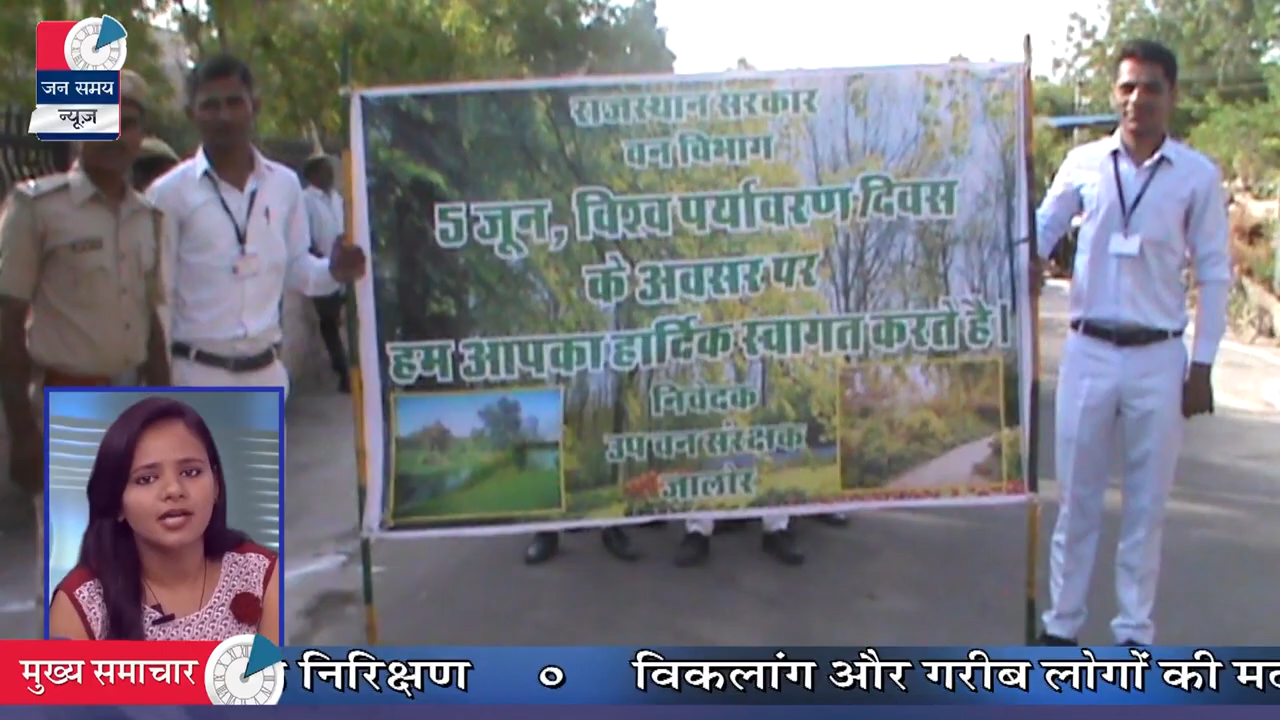 जन समय
न्यूज़
राजस्थान सरकार
वन विभाग
5 जून, विश्व पर्यावरण दिवस
के अवसर पर
हम आपका हार्दिक स्वागत करते है।
निवेदक
उप वन संरक्षक
जालोर
मुख्य समाचार
निरिक्षण o विकलांग और गरीब लोगों की